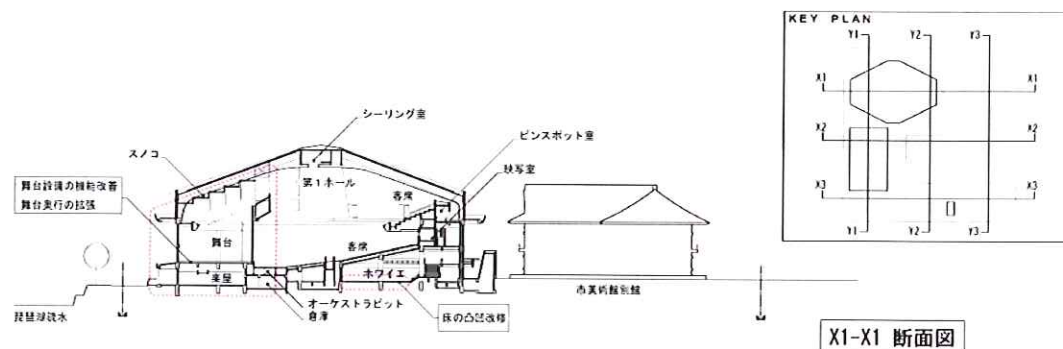 KEY PLAN
Y1 Y2 Y3
X1 X1
X2 X2
X3 X3
Y1 Y2 Y3
シーリング室
ピンスポット室
スノコ
映写室
第1ホール
舞台設備の機能改善
舞台奥行の拡張
客席
舞台
客席
楽屋
ホワイエ
オーケストラピット
倉庫
床の凸凹改修
琵琶湖疏水
市美術館別館
X1-X1 断面図